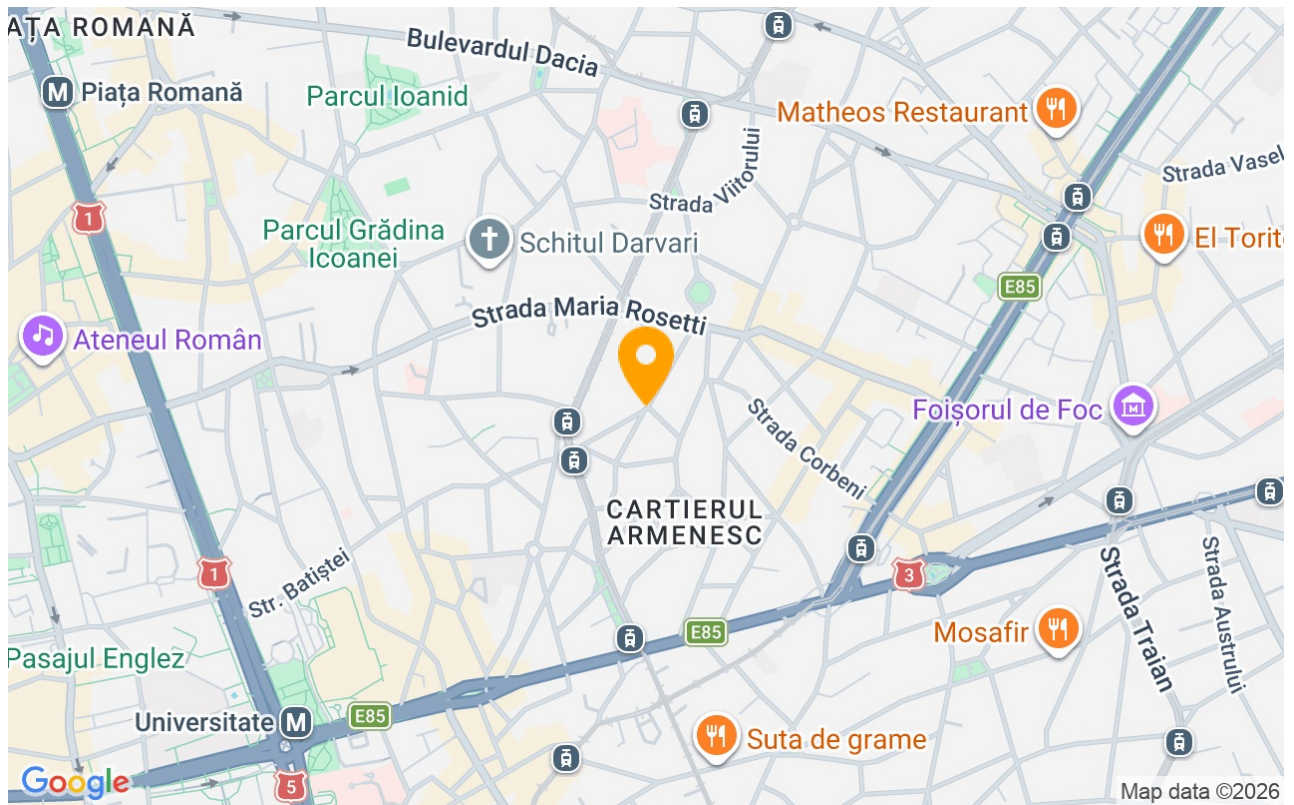 AȚA ROMANĂ
Bulevardul Dacia
Piața Romană
Parcul Ioanid
Matheos Restaurant
Strada Viitorului
Strada Vasel
1
Parcul Grădina
Icoanei
Schitul Darvari
El Torit
E85
Strada Maria Rosetti
Ateneul Român
Foișorul de Foc
Strada Corbeni
CARTIERUL
ARMENESC
1
3
Str. Batiștei
Strada Traian
Strada Austrului
E85
Mosafir
Pasajul Englez
Universitate
E85
Suta de grame
Google
5
Map data ©2026